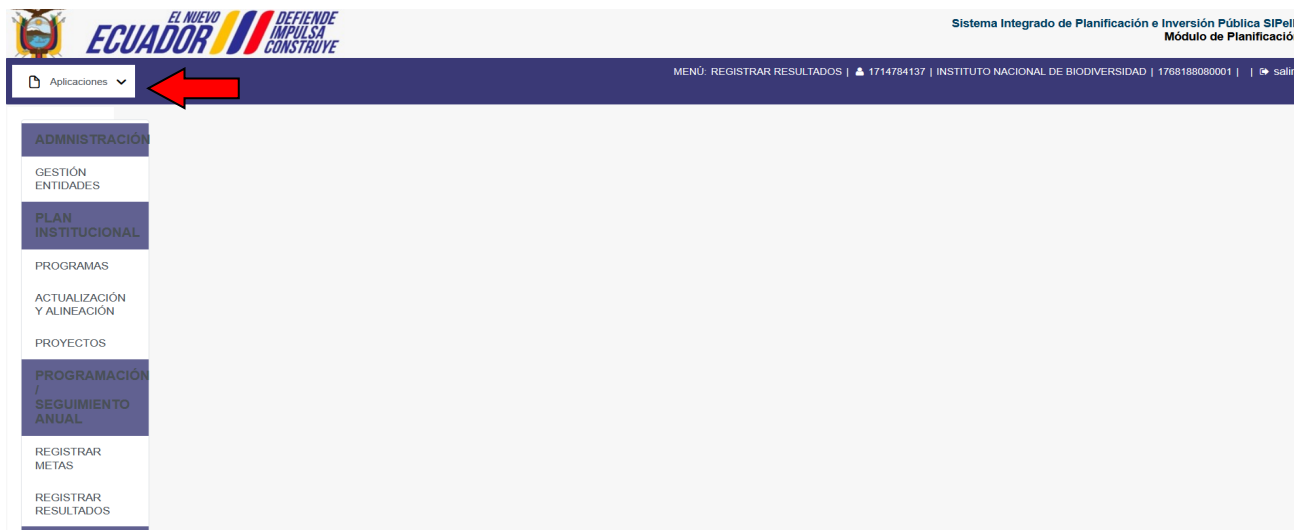 EL NUEVO
ECUADOR
DEFIENDE
IMPULSA
CONSTRUYE
Sistema Integrado de Planificación e Inversión Pública SIPeI
Módulo de Planificación
Aplicaciones
MENÚ: REGISTRAR RESULTADOS | 1714784137 | INSTITUTO NACIONAL DE BIODIVERSIDAD | 1768188080001 | | salir
ADMNISTRACIÓN
GESTIÓN
ENTIDADES
PLAN
INSTITUCIONAL
PROGRAMAS
ACTUALIZACIÓN
Y ALINEACIÓN
PROYECTOS
PROGRAMACIÓN
/
SEGUIMIENTO
ANUAL
REGISTRAR
METAS
REGISTRAR
RESULTADOS